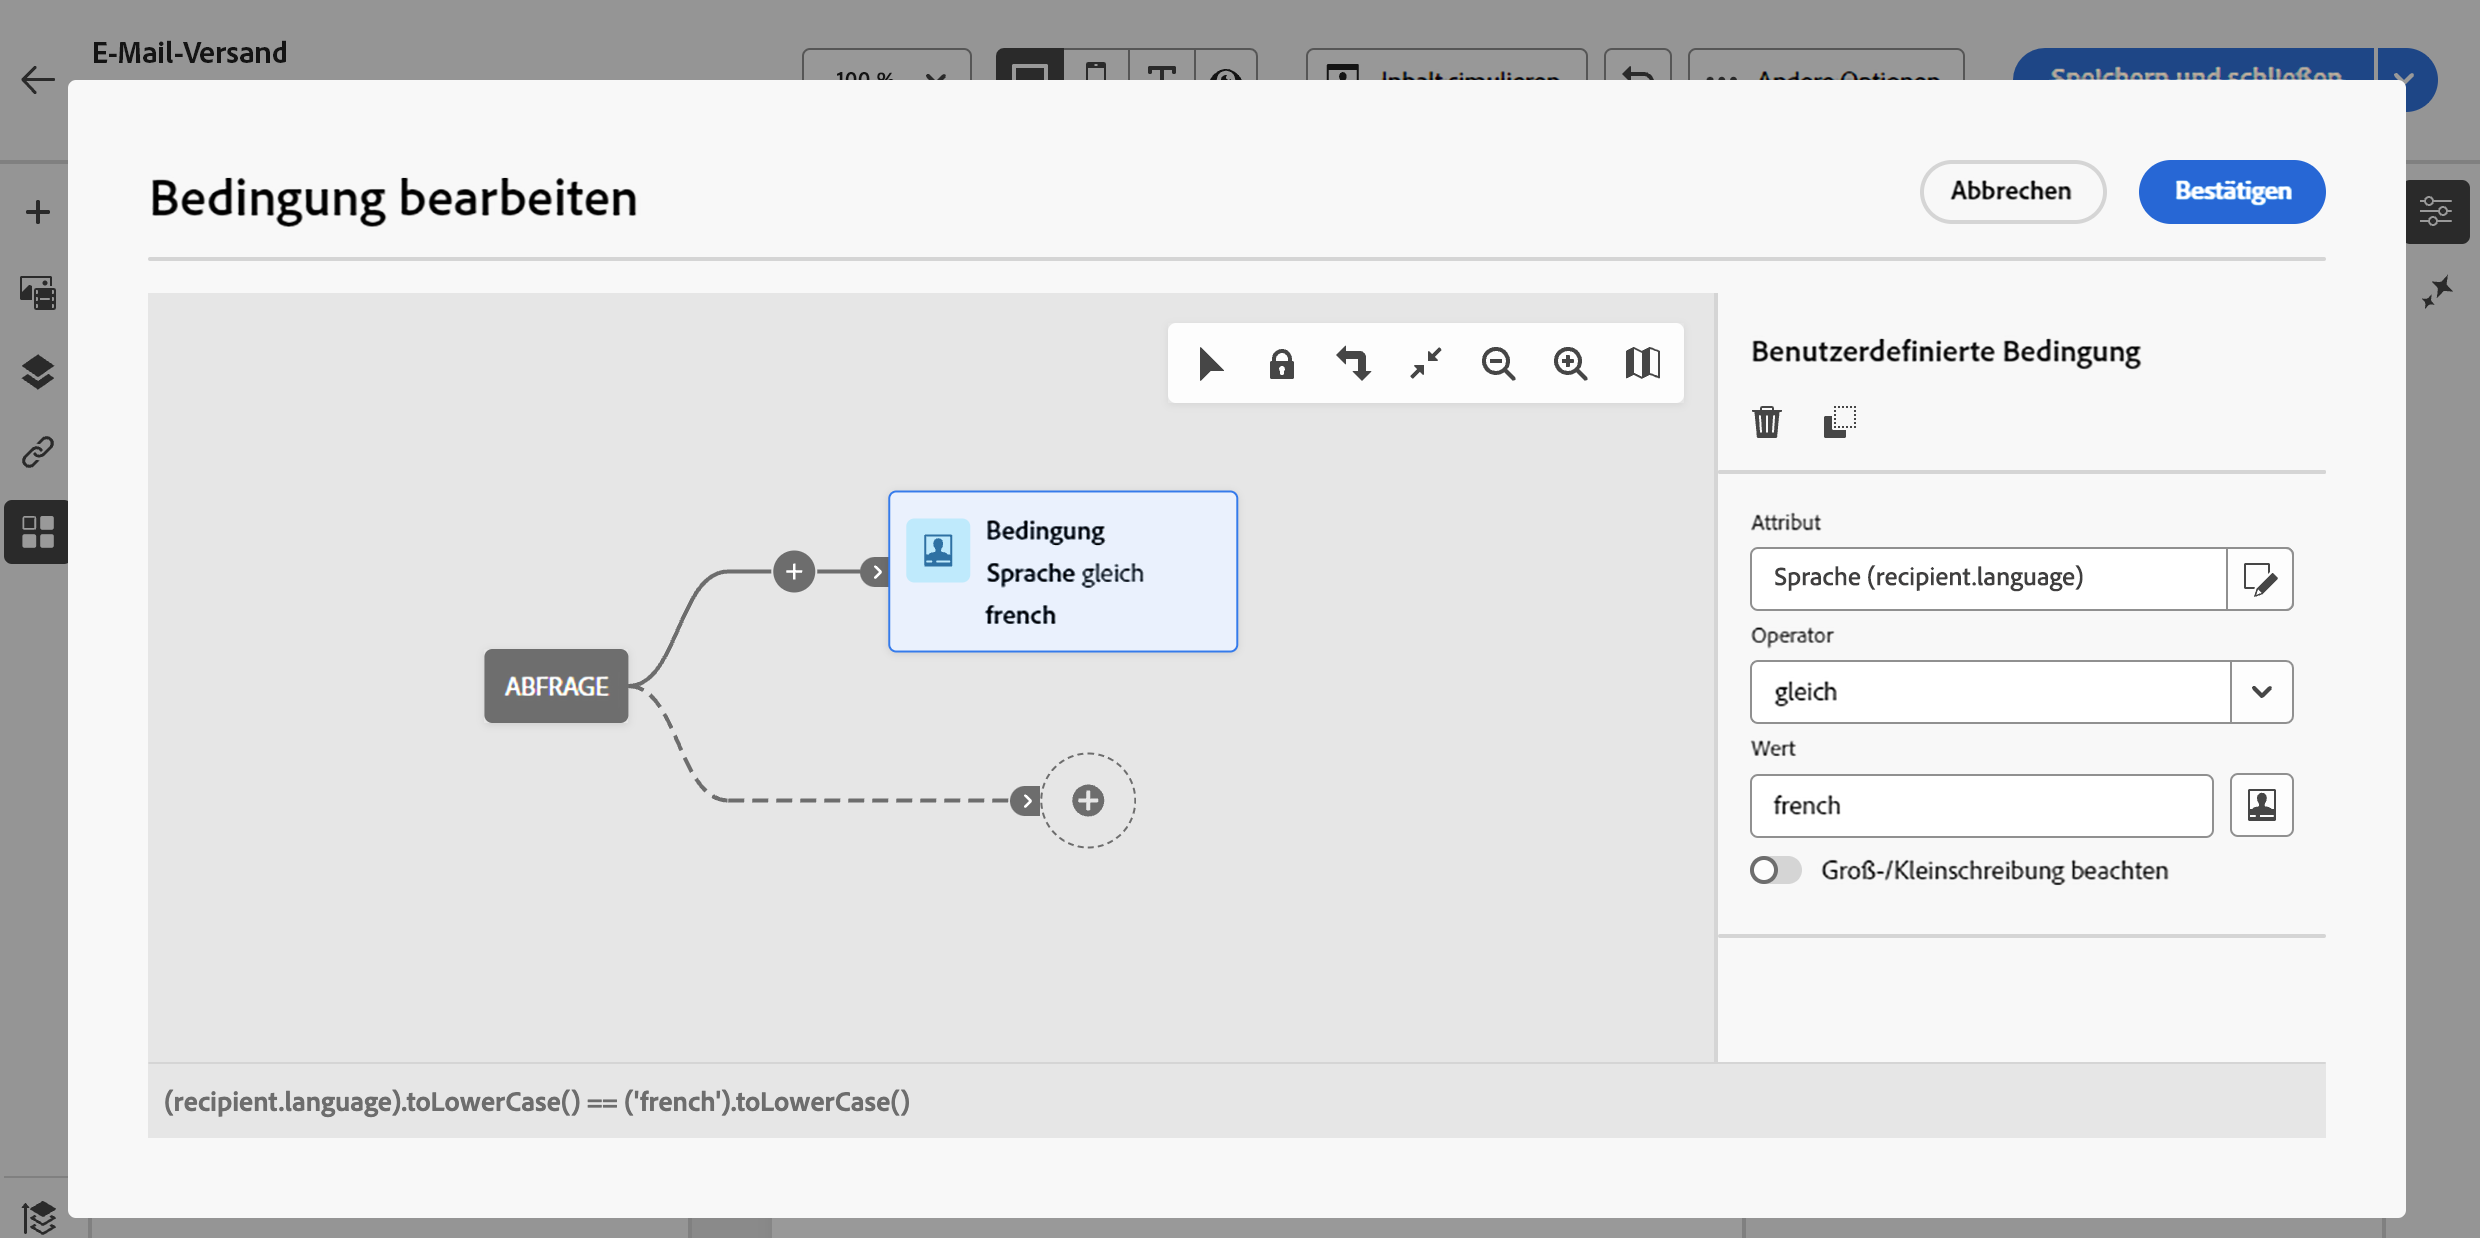 E-Mail-Versand
100 %
Inhalt simulieren
Andere Optionen
Speichern und schließen
Bedingung bearbeiten
Abbrechen
Bestätigen
Benutzerdefinierte Bedingung
Bedingung
Sprache gleich
french
ABFRAGE
Attribut
Sprache (recipient.language)
Operator
gleich
Wert
french
Groß-/Kleinschreibung beachten
(recipient.language).toLowerCase() == ('french').toLowerCase()